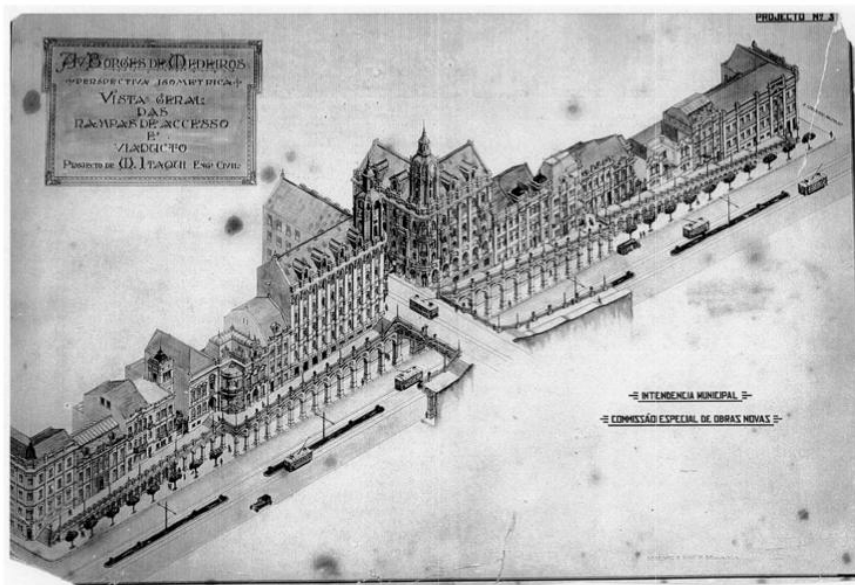 PROJECTO Nº 3
AV BORGES DE MEDEIROS
PERSPECTIVA ISOMETRICA
VISTA GERAL
DAS
RAMPAS DE ACCESSO
E
VIADUCTO
PROJECTO DE M. ITAQUI ENGº CIVIL
INTENDENCIA MUNICIPAL
COMMISSÃO ESPECIAL DE OBRAS NOVAS